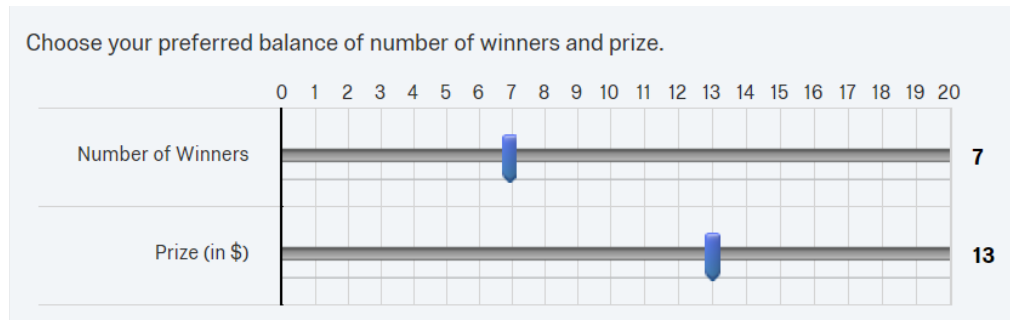 Choose your preferred balance of number of winners and prize.
0 1 2 3 4 5 6 7 8 9 10 11 12 13 14 15 16 17 18 19 20
Number of Winners 7
Prize (in $) 13